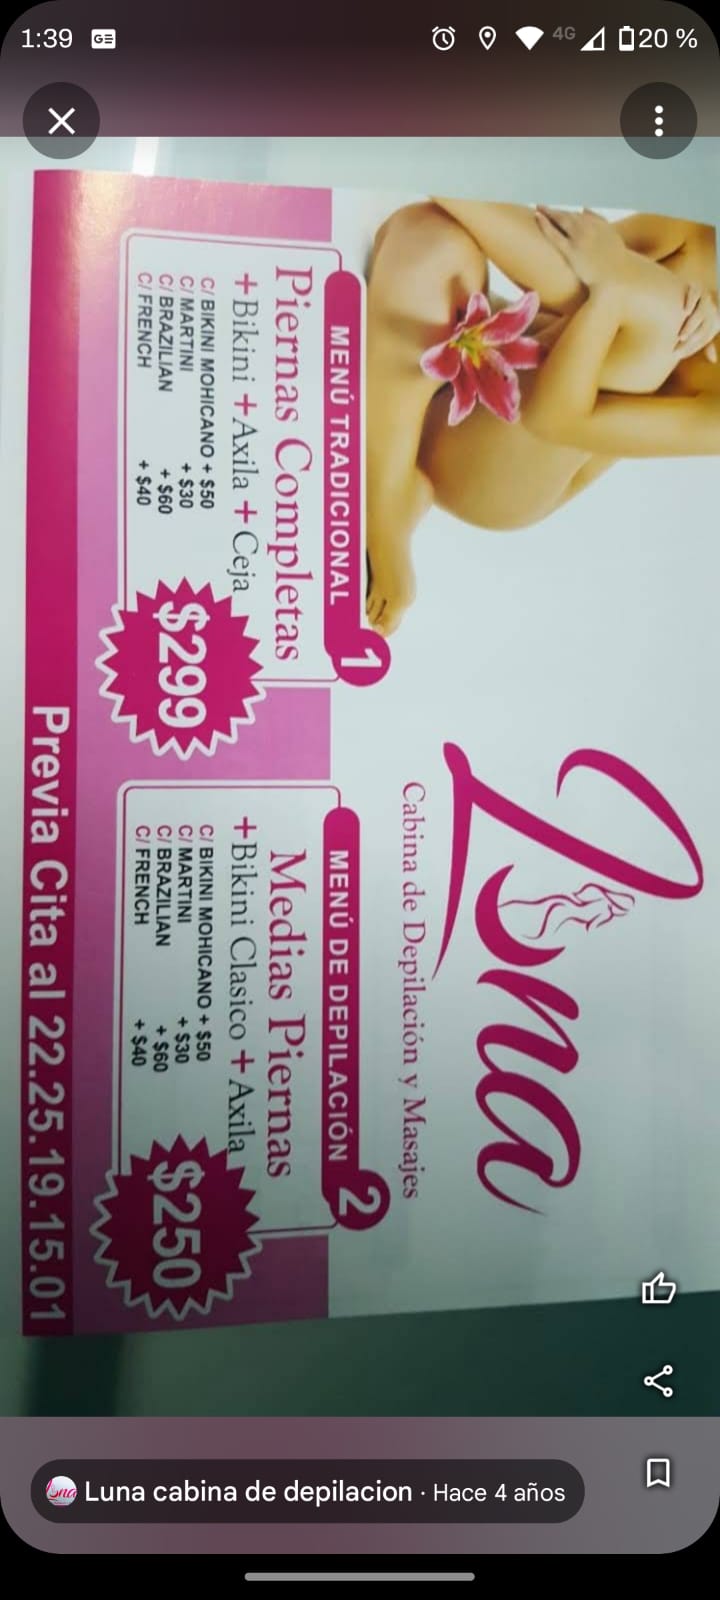 Luna
Cabina de Depilación y Masajes
MENÚ TRADICIONAL 1
Piernas Completas
+Bikini +Axila + Ceja
C/ BIKINI MOHICANO + $50
C/ MARTINI + $30
C/ BRAZILIAN + $60
C/ FRENCH + $40
$299
MENÚ DE DEPILACIÓN 2
Medias Piernas
+Bikini Clasico +Axila
C/ BIKINI MOHICANO + $50
C/ MARTINI + $30
C/ BRAZILIAN + $60
C/ FRENCH + $40
$250
Previa Cita al 22.25.19.15.01
1:39
GE
4G
20 %
Luna cabina de depilacion · Hace 4 años
Luna